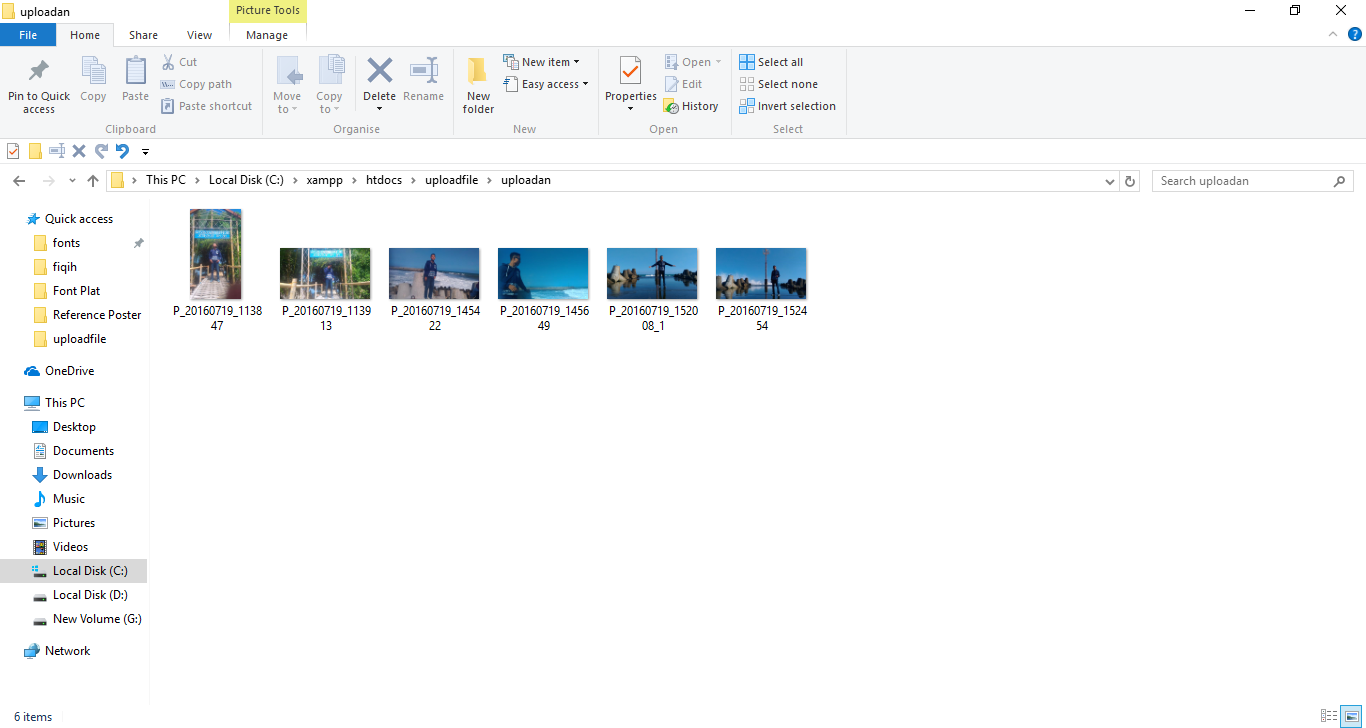 uploadan
Picture Tools
File
Home
Share
View
Manage
Pin to Quick access
Copy
Paste
Cut
Copy path
Paste shortcut
Clipboard
Move to
Copy to
Delete
Rename
Organise
New folder
New item
Easy access
New
Properties
Open
Edit
History
Open
Select all
Select none
Invert selection
Select
This PC
Local Disk (C:)
xampp
htdocs
uploadfile
uploadan
Search uploadan
Quick access
fonts
fiqih
Font Plat
Reference Poster
uploadfile
OneDrive
This PC
Desktop
Documents
Downloads
Music
Pictures
Videos
Local Disk (C:)
Local Disk (D:)
New Volume (G:)
Network
P_20160719_113847
P_20160719_113913
P_20160719_145422
P_20160719_145649
P_20160719_152008_1
P_20160719_152454
6 items